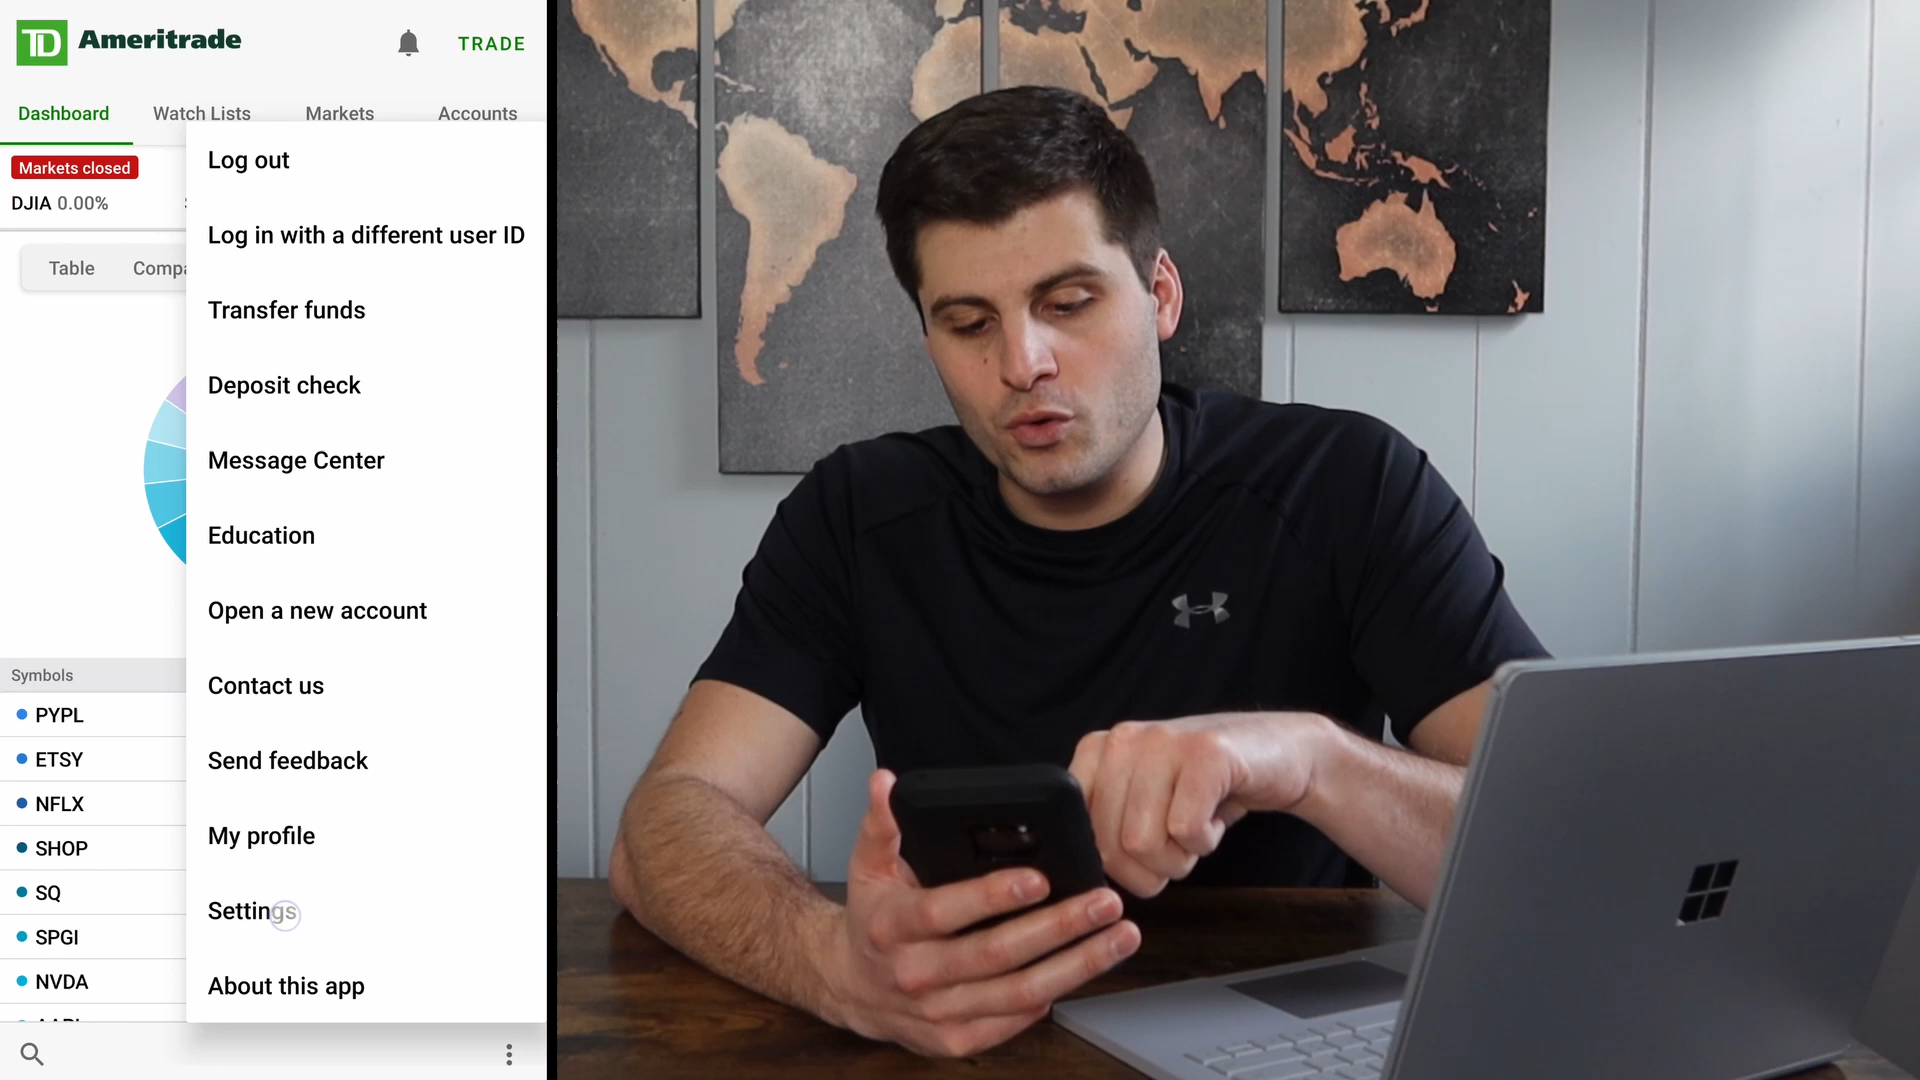 TD Ameritrade
TRADE
Dashboard
Watch Lists
Markets
Accounts
Markets closed
DJIA 0.00%
Table
Log out
Log in with a different user ID
Transfer funds
Deposit check
Message Center
Education
Open a new account
Contact us
Send feedback
My profile
Settings
About this app
Symbols
PYPL
ETSY
NFLX
SHOP
SQ
SPGI
NVDA